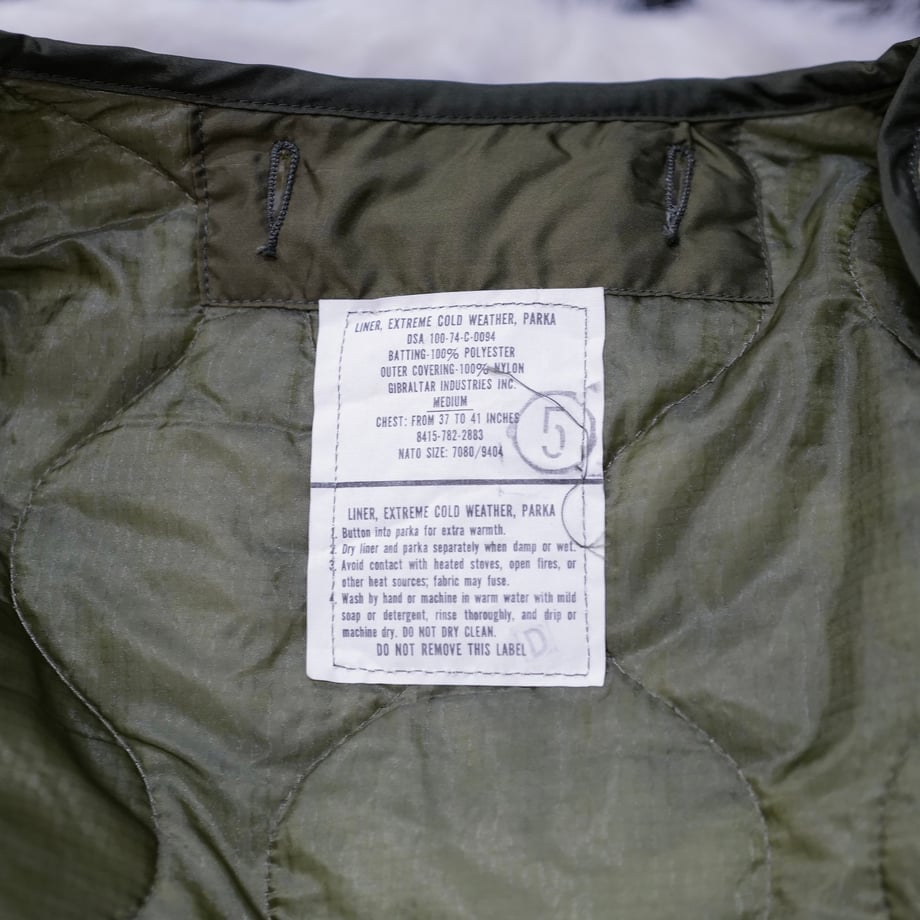 LINER, EXTREME COLD WEATHER, PARKA
DSA 100-74-C-0094
BATTING-100% POLYESTER
OUTER COVERING-100% NYLON
GIBRALTAR INDUSTRIES INC.
MEDIUM
CHEST: FROM 37 TO 41 INCHES
8415-782-2883
NATO SIZE: 7080/9404
5
LINER, EXTREME COLD WEATHER, PARKA
1. Button into parka for extra warmth.
2. Dry liner and parka separately when damp or wet.
3. Avoid contact with heated stoves, open fires, or
other heat sources; fabric may fuse.
4. Wash by hand or machine in warm water with mild
soap or detergent, rinse thoroughly, and drip or
machine dry. DO NOT DRY CLEAN.
DO NOT REMOVE THIS LABEL
D